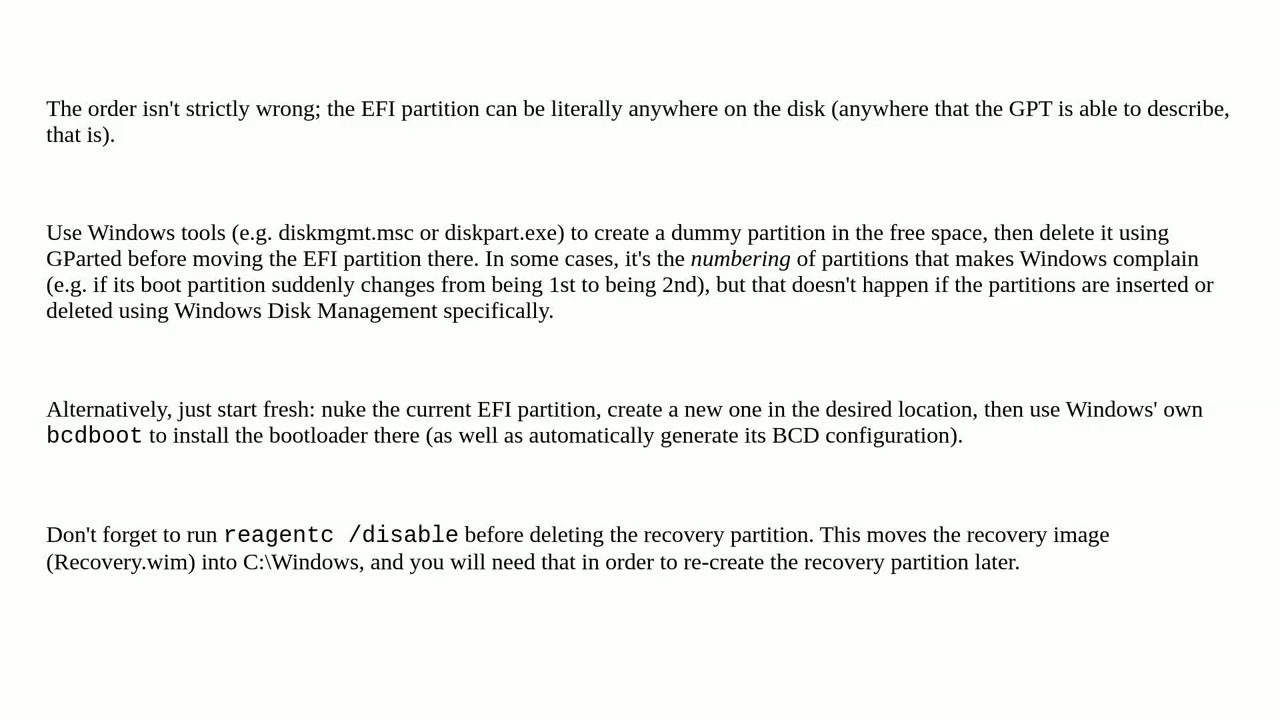 The order isn't strictly wrong; the EFI partition can be literally anywhere on the disk (anywhere that the GPT is able to describe,
that is).
Use Windows tools (e.g. diskmgmt.msc or diskpart.exe) to create a dummy partition in the free space, then delete it using
GParted before moving the EFI partition there. In some cases, it's the numbering of partitions that makes Windows complain
(e.g. if its boot partition suddenly changes from being 1st to being 2nd), but that doesn't happen if the partitions are inserted or
deleted using Windows Disk Management specifically.
Alternatively, just start fresh: nuke the current EFI partition, create a new one in the desired location, then use Windows' own
bcdboot to install the bootloader there (as well as automatically generate its BCD configuration).
Don't forget to run reagentc /disable before deleting the recovery partition. This moves the recovery image
(Recovery.wim) into C:\Windows, and you will need that in order to re-create the recovery partition later.